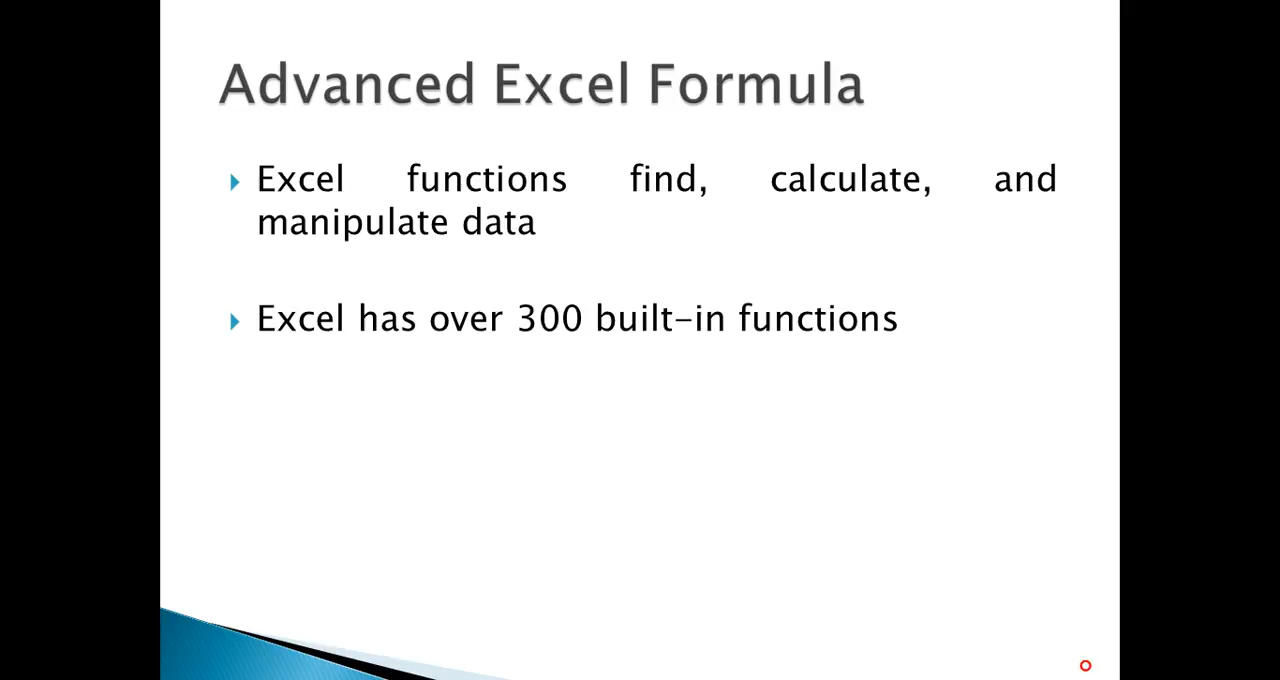 Advanced Excel Formula
Excel functions find, calculate, and
manipulate data
Excel has over 300 built-in functions